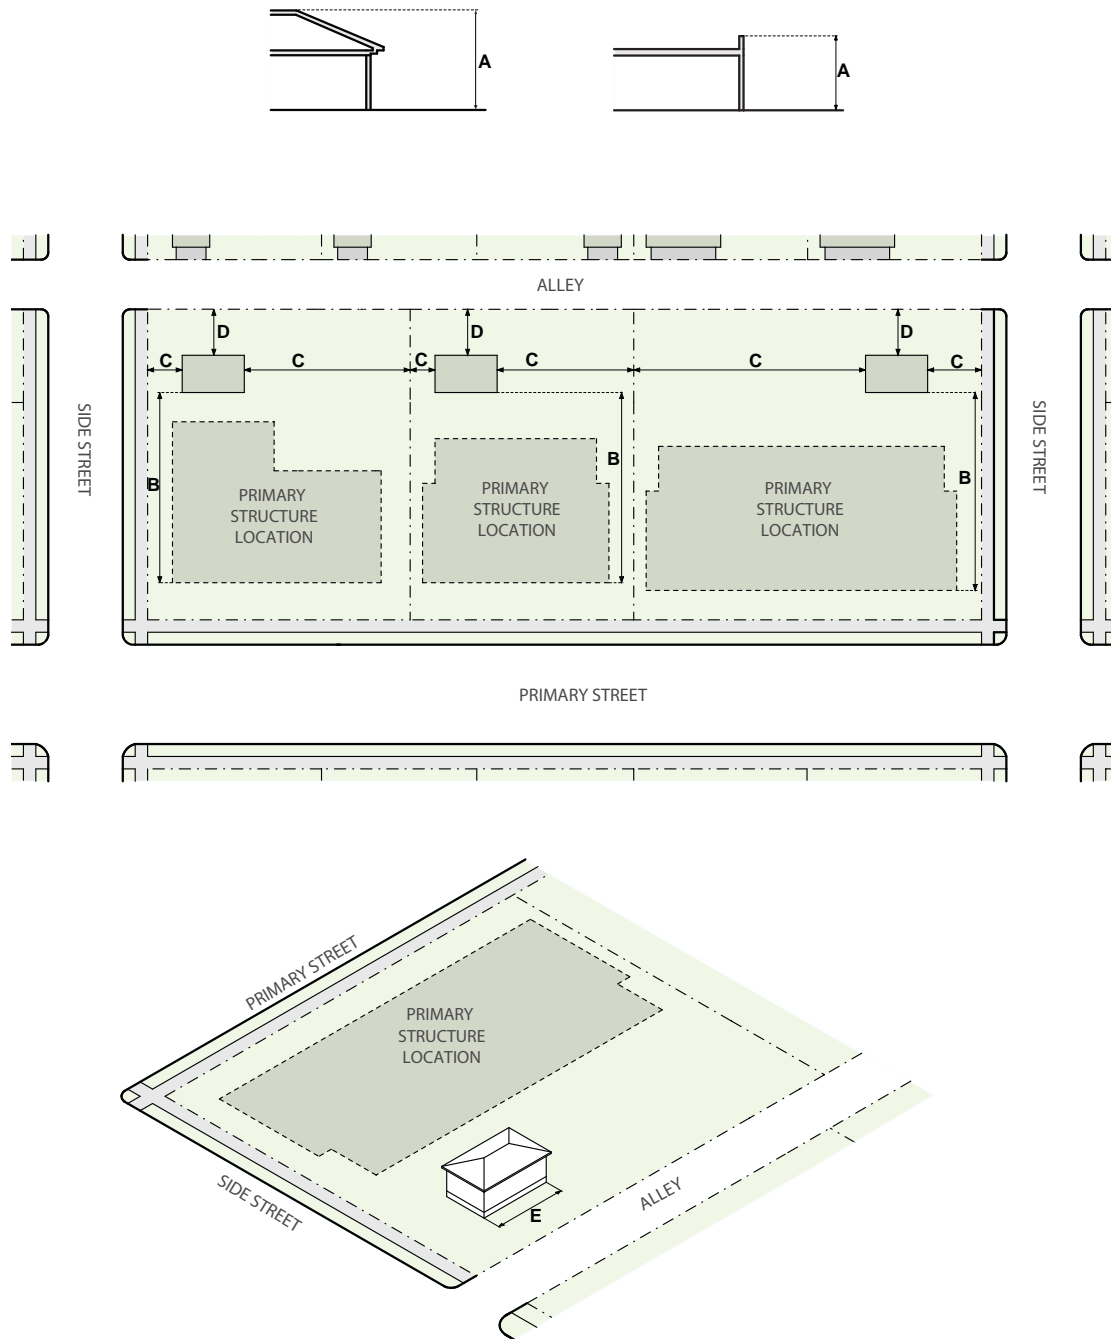 A
A
ALLEY
D
D
D
C
C
C
C
C
C
SIDE STREET
SIDE STREET
B
B
B
PRIMARY
STRUCTURE
LOCATION
PRIMARY
STRUCTURE
LOCATION
PRIMARY
STRUCTURE
LOCATION
PRIMARY STREET
PRIMARY STREET
PRIMARY
STRUCTURE
LOCATION
SIDE STREET
ALLEY
E